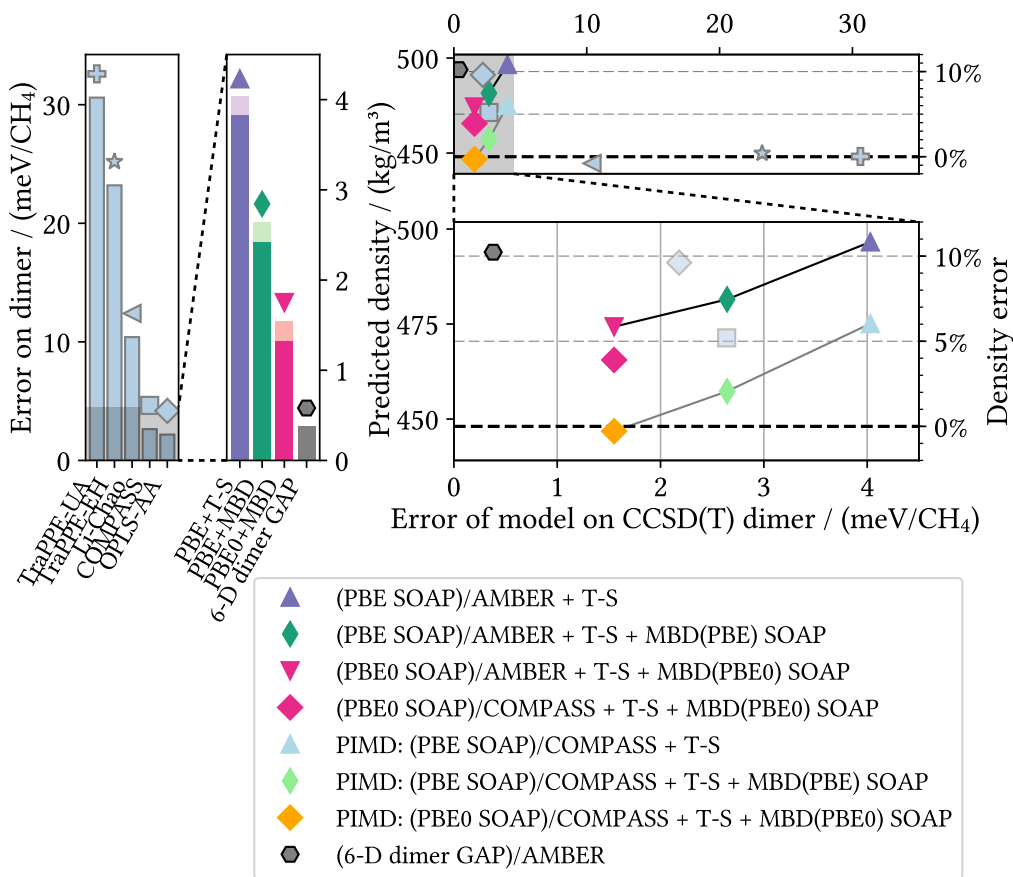 0 10 20 30
500
450
10%
0%
Error on dimer / (meV/CH₄)
30
20
10
0
4
3
2
1
0
TraPPE-UA
TraPPE-EH
Li-Chao
COMPASS
OPLS-AA
PBE+T-S
PBE+MBD
PBE0+MBD
6-D dimer GAP
Predicted density / (kg/m³)
500
475
450
10%
5%
0%
Density error
0 1 2 3 4
Error of model on CCSD(T) dimer / (meV/CH₄)
(PBE SOAP)/AMBER + T-S
(PBE SOAP)/AMBER + T-S + MBD(PBE) SOAP
(PBE0 SOAP)/AMBER + T-S + MBD(PBE0) SOAP
(PBE0 SOAP)/COMPASS + T-S + MBD(PBE0) SOAP
PIMD: (PBE SOAP)/COMPASS + T-S
PIMD: (PBE SOAP)/COMPASS + T-S + MBD(PBE) SOAP
PIMD: (PBE0 SOAP)/COMPASS + T-S + MBD(PBE0) SOAP
(6-D dimer GAP)/AMBER